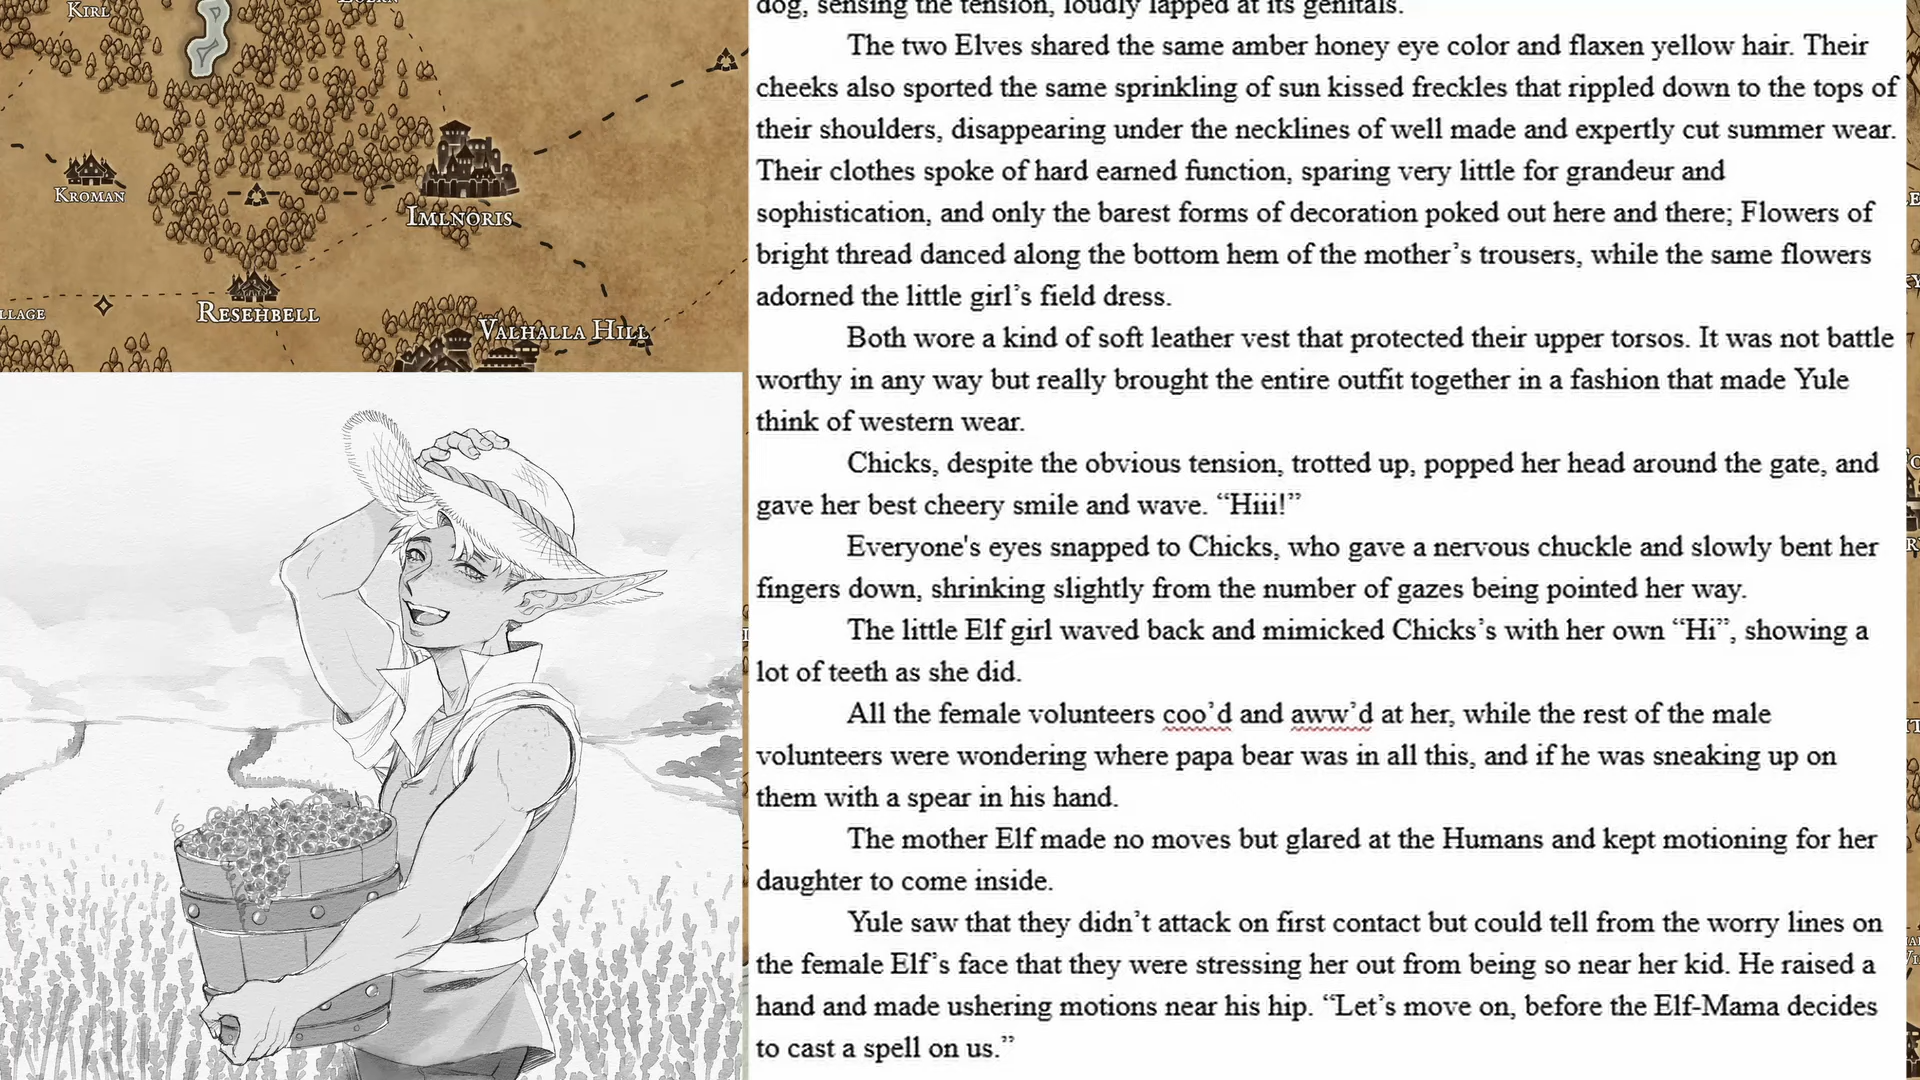 KIRL
KROMAN
IMLNORIS
RESEHBELL
LLAGE
VALHALLA HILL
dog, sensing the tension, loudly lapped at its genitals.
The two Elves shared the same amber honey eye color and flaxen yellow hair. Their
cheeks also sported the same sprinkling of sun kissed freckles that rippled down to the tops of
their shoulders, disappearing under the necklines of well made and expertly cut summer wear.
Their clothes spoke of hard earned function, sparing very little for grandeur and
sophistication, and only the barest forms of decoration poked out here and there; Flowers of
bright thread danced along the bottom hem of the mother’s trousers, while the same flowers
adorned the little girl’s field dress.
Both wore a kind of soft leather vest that protected their upper torsos. It was not battle
worthy in any way but really brought the entire outfit together in a fashion that made Yule
think of western wear.
Chicks, despite the obvious tension, trotted up, popped her head around the gate, and
gave her best cheery smile and wave. “Hiii!”
Everyone's eyes snapped to Chicks, who gave a nervous chuckle and slowly bent her
fingers down, shrinking slightly from the number of gazes being pointed her way.
The little Elf girl waved back and mimicked Chicks’s with her own “Hi”, showing a
lot of teeth as she did.
All the female volunteers coo’d and aww’d at her, while the rest of the male
volunteers were wondering where papa bear was in all this, and if he was sneaking up on
them with a spear in his hand.
The mother Elf made no moves but glared at the Humans and kept motioning for her
daughter to come inside.
Yule saw that they didn’t attack on first contact but could tell from the worry lines on
the female Elf’s face that they were stressing her out from being so near her kid. He raised a
hand and made ushering motions near his hip. “Let’s move on, before the Elf-Mama decides
to cast a spell on us.”